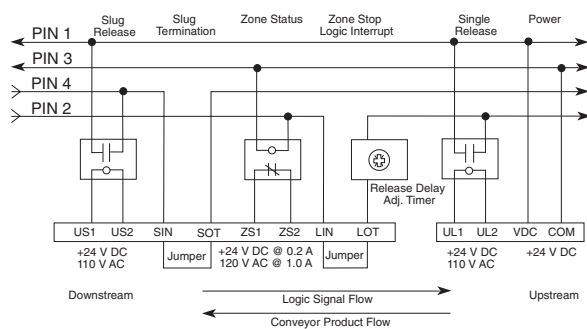 Slug Release
Slug Termination
Zone Status
Zone Stop Logic Interrupt
Single Release
Power
PIN 1
PIN 3
PIN 4
PIN 2
Release Delay Adj. Timer
US1 US2 SIN SOT ZS1 ZS2 LIN LOT UL1 UL2 VDC COM
+24 V DC
110 V AC
Jumper
+24 V DC @ 0.2 A
120 V AC @ 1.0 A
Jumper
+24 V DC
110 V AC
+24 V DC
Downstream
Logic Signal Flow
Upstream
Conveyor Product Flow